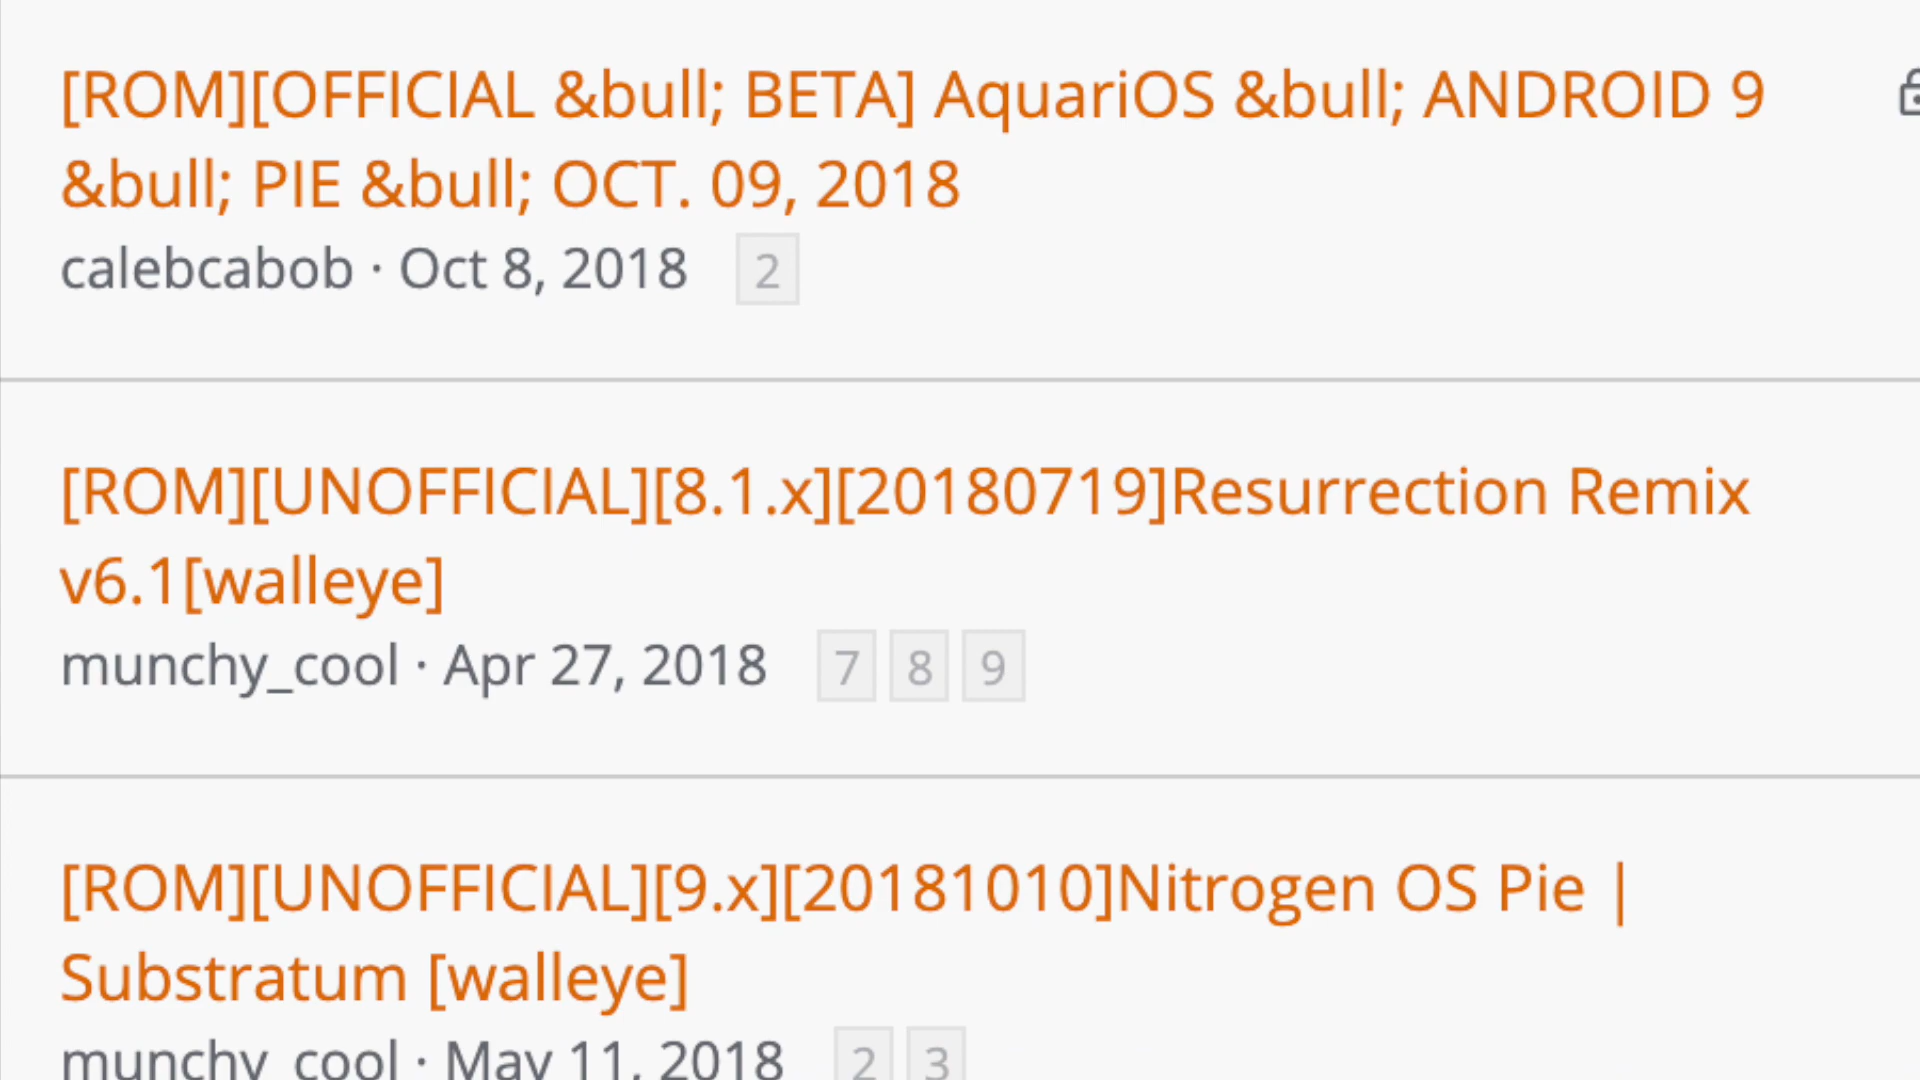 [ROM][OFFICIAL &bull; BETA] AquariOS &bull; ANDROID 9
&bull; PIE &bull; OCT. 09, 2018
calebcabob · Oct 8, 2018 2
[ROM][UNOFFICIAL][8.1.x][20180719]Resurrection Remix
v6.1[walleye]
munchy_cool · Apr 27, 2018 7 8 9
[ROM][UNOFFICIAL][9.x][20181010]Nitrogen OS Pie |
Substratum [walleye]
munchy_cool · May 11, 2018 2 3